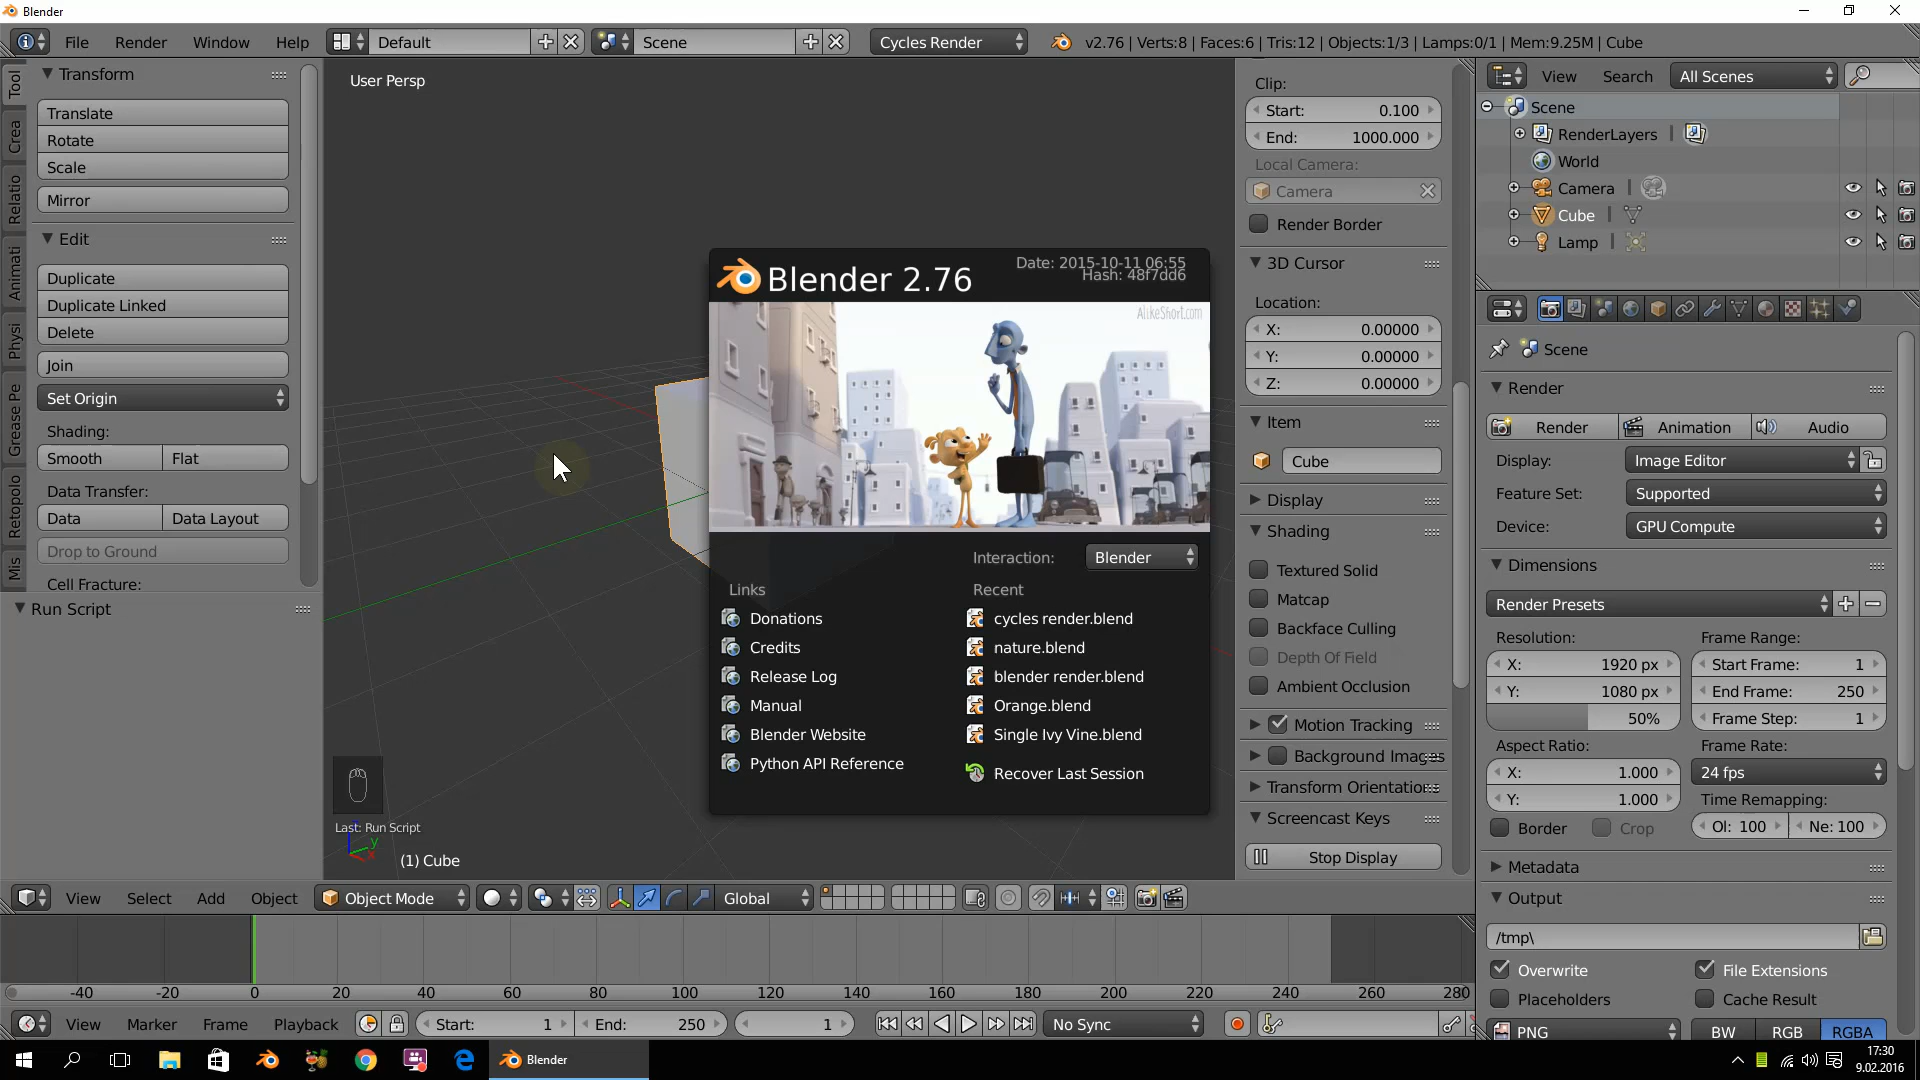 Blender
File Render Window Help Default Scene Cycles Render v2.76 | Verts:8 | Faces:6 | Tris:12 | Objects:1/3 | Lamps:0/1 | Mem:9.25M | Cube
Tool
Crea
Relatio
Animati
Physi
Grease Pe
Retopolo
Mis
Transform
Translate
Rotate
Scale
Mirror
Edit
Duplicate
Duplicate Linked
Delete
Join
Set Origin
Shading:
Smooth Flat
Data Transfer:
Data Data Layout
Drop to Ground
Cell Fracture:
Run Script
User Persp
Blender 2.76
Date: 2015-10-11 06:55
Hash: 48f7dd6
AlikeShort.com
Interaction: Blender
Links Recent
Donations cycles render.blend
Credits nature.blend
Release Log blender render.blend
Manual Orange.blend
Blender Website Single Ivy Vine.blend
Python API Reference Recover Last Session
Last: Run Script
z
y
x
(1) Cube
Clip:
Start: 0.100
End: 1000.000
Local Camera:
Camera
Render Border
3D Cursor
Location:
X: 0.00000
Y: 0.00000
Z: 0.00000
Item
Cube
Display
Shading
Textured Solid
Matcap
Backface Culling
Depth Of Field
Ambient Occlusion
Motion Tracking
Background Images
Transform Orientations
Screencast Keys
Stop Display
View Search All Scenes
Scene
RenderLayers |
World
Camera |
Cube |
Lamp |
Scene
Render
Render Animation Audio
Display: Image Editor
Feature Set: Supported
Device: GPU Compute
Dimensions
Render Presets
Resolution: Frame Range:
X: 1920 px Start Frame: 1
Y: 1080 px End Frame: 250
50% Frame Step: 1
Aspect Ratio: Frame Rate:
X: 1.000 24 fps
Y: 1.000 Time Remapping:
Border Crop Ol: 100 Ne: 100
Metadata
Output
/tmp\
Overwrite File Extensions
Placeholders Cache Result
PNG BW RGB RGBA
View Select Add Object Object Mode Global
-40 -20 0 20 40 60 80 100 120 140 160 180 200 220 240 260 280
View Marker Frame Playback Start: 1 End: 250 1 No Sync
Blender
17:30
9.02.2016